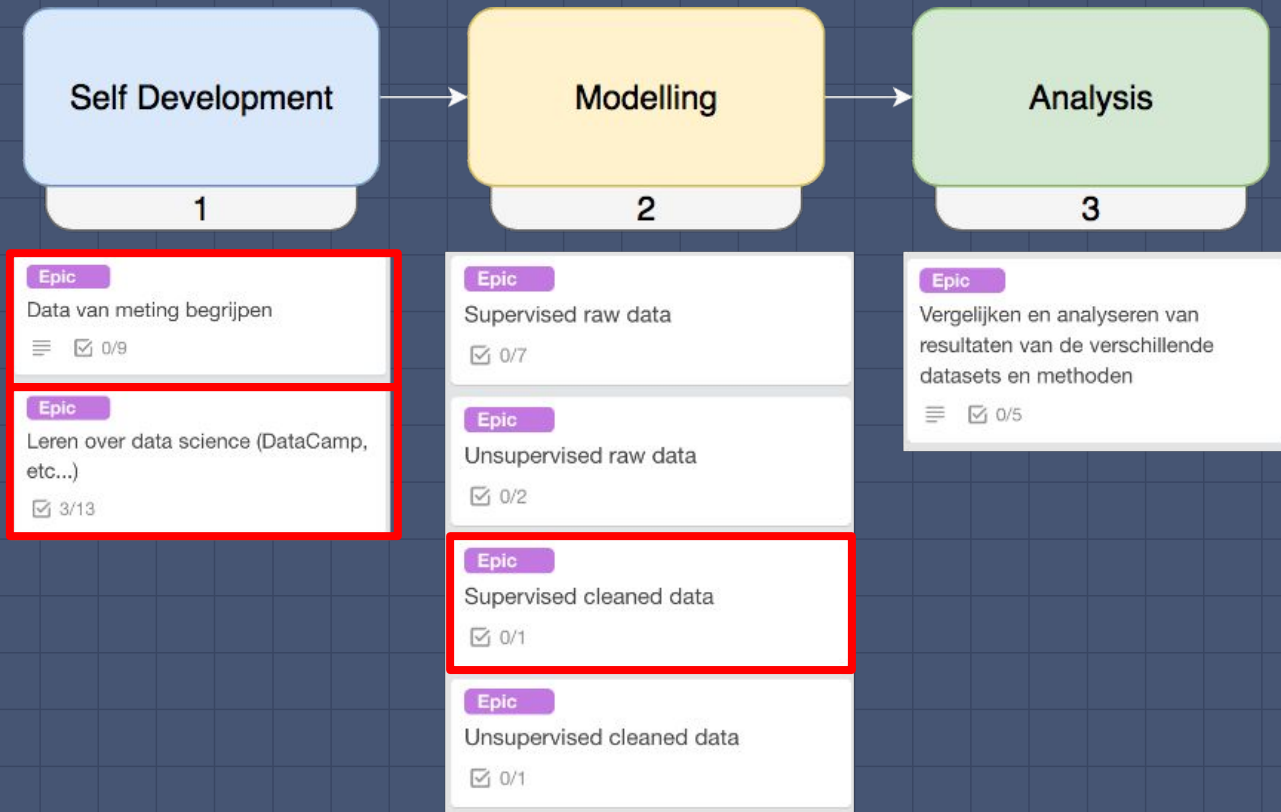 Self Development
Modelling
Analysis
1
2
3
Epic
Data van meting begrijpen
0/9
Epic
Leren over data science (DataCamp,
etc...)
3/13
Epic
Supervised raw data
0/7
Epic
Unsupervised raw data
0/2
Epic
Supervised cleaned data
0/1
Epic
Unsupervised cleaned data
0/1
Epic
Vergelijken en analyseren van
resultaten van de verschillende
datasets en methoden
0/5